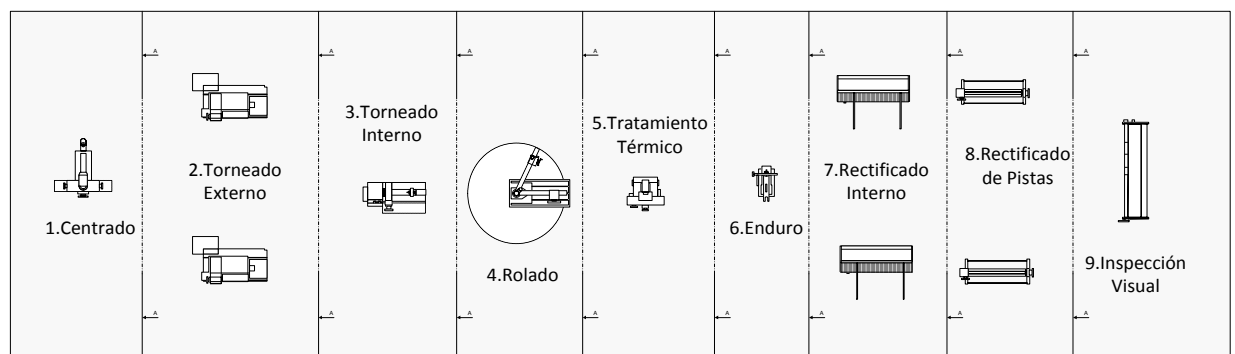 A A A A A A A A
1.Centrado
2.Torneado
Externo
3.Torneado
Interno
4.Rolado
5.Tratamiento
Térmico
6.Enduro
7.Rectificado
Interno
8.Rectificado
de Pistas
9.Inspección
Visual
A A A A A A A A